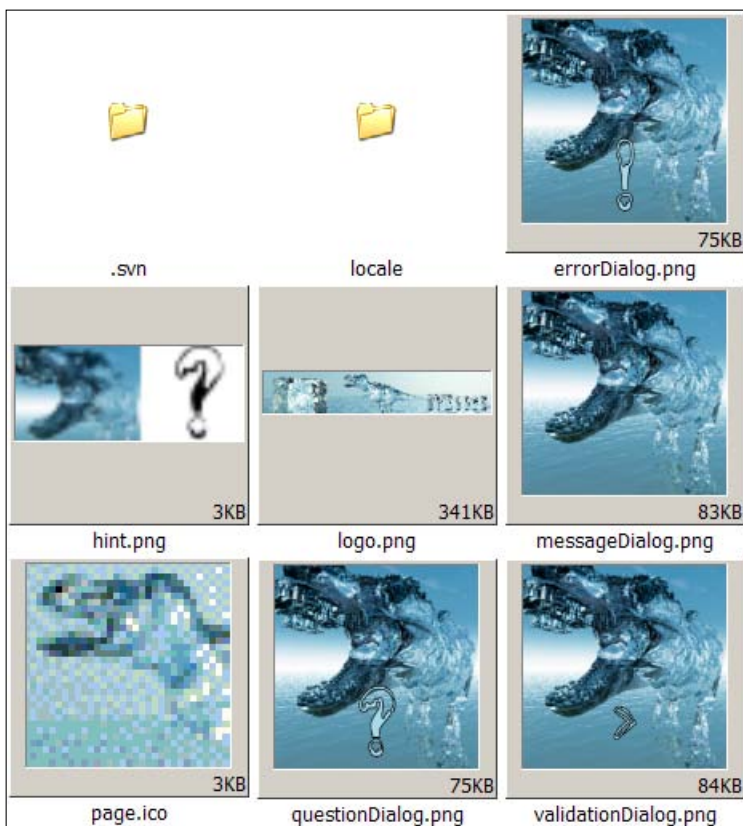 75KB
.svn
locale
errorDialog.png
3KB
341KB
83KB
hint.png
logo.png
messageDialog.png
3KB
75KB
84KB
page.ico
questionDialog.png
validationDialog.png